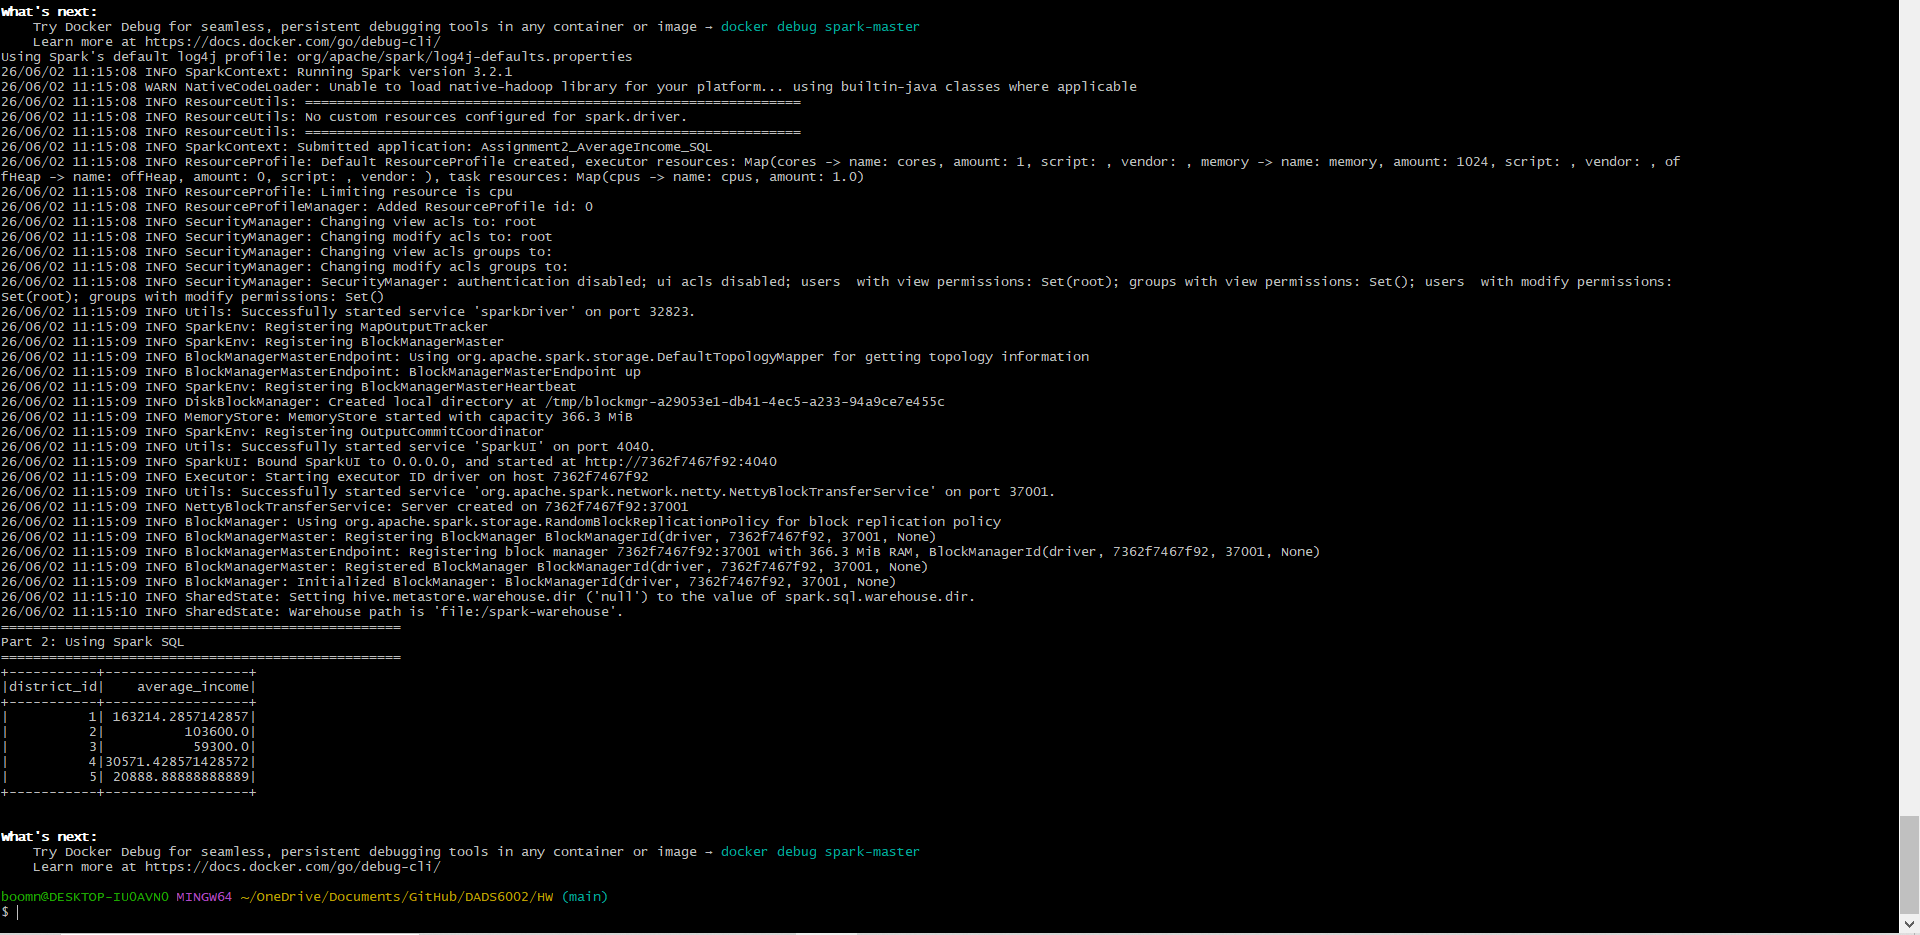 What's next:
    Try Docker Debug for seamless, persistent debugging tools in any container or image → docker debug spark-master
    Learn more at https://docs.docker.com/go/debug-cli/
Using Spark's default log4j profile: org/apache/spark/log4j-defaults.properties
26/06/02 11:15:08 INFO SparkContext: Running Spark version 3.2.1
26/06/02 11:15:08 WARN NativeCodeLoader: Unable to load native-hadoop library for your platform... using builtin-java classes where applicable
26/06/02 11:15:08 INFO ResourceUtils: ==============================================================
26/06/02 11:15:08 INFO ResourceUtils: No custom resources configured for spark.driver.
26/06/02 11:15:08 INFO ResourceUtils: ==============================================================
26/06/02 11:15:08 INFO SparkContext: Submitted application: Assignment2_AverageIncome_SQL
26/06/02 11:15:08 INFO ResourceProfile: Default ResourceProfile created, executor resources: Map(cores -> name: cores, amount: 1, script: , vendor: , memory -> name: memory, amount: 1024, script: , vendor: , of
fHeap -> name: offHeap, amount: 0, script: , vendor: ), task resources: Map(cpus -> name: cpus, amount: 1.0)
26/06/02 11:15:08 INFO ResourceProfile: Limiting resource is cpu
26/06/02 11:15:08 INFO ResourceProfileManager: Added ResourceProfile id: 0
26/06/02 11:15:08 INFO SecurityManager: Changing view acls to: root
26/06/02 11:15:08 INFO SecurityManager: Changing modify acls to: root
26/06/02 11:15:08 INFO SecurityManager: Changing view acls groups to:
26/06/02 11:15:08 INFO SecurityManager: Changing modify acls groups to:
26/06/02 11:15:08 INFO SecurityManager: SecurityManager: authentication disabled; ui acls disabled; users  with view permissions: Set(root); groups with view permissions: Set(); users  with modify permissions:
Set(root); groups with modify permissions: Set()
26/06/02 11:15:09 INFO Utils: Successfully started service 'sparkDriver' on port 32823.
26/06/02 11:15:09 INFO SparkEnv: Registering MapOutputTracker
26/06/02 11:15:09 INFO SparkEnv: Registering BlockManagerMaster
26/06/02 11:15:09 INFO BlockManagerMasterEndpoint: Using org.apache.spark.storage.DefaultTopologyMapper for getting topology information
26/06/02 11:15:09 INFO BlockManagerMasterEndpoint: BlockManagerMasterEndpoint up
26/06/02 11:15:09 INFO SparkEnv: Registering BlockManagerMasterHeartbeat
26/06/02 11:15:09 INFO DiskBlockManager: Created local directory at /tmp/blockmgr-a29053e1-db41-4ec5-a233-94a9ce7e455c
26/06/02 11:15:09 INFO MemoryStore: MemoryStore started with capacity 366.3 MiB
26/06/02 11:15:09 INFO SparkEnv: Registering OutputCommitCoordinator
26/06/02 11:15:09 INFO Utils: Successfully started service 'SparkUI' on port 4040.
26/06/02 11:15:09 INFO SparkUI: Bound SparkUI to 0.0.0.0, and started at http://7362f7467f92:4040
26/06/02 11:15:09 INFO Executor: Starting executor ID driver on host 7362f7467f92
26/06/02 11:15:09 INFO Utils: Successfully started service 'org.apache.spark.network.netty.NettyBlockTransferService' on port 37001.
26/06/02 11:15:09 INFO NettyBlockTransferService: Server created on 7362f7467f92:37001
26/06/02 11:15:09 INFO BlockManager: Using org.apache.spark.storage.RandomBlockReplicationPolicy for block replication policy
26/06/02 11:15:09 INFO BlockManagerMaster: Registering BlockManager BlockManagerId(driver, 7362f7467f92, 37001, None)
26/06/02 11:15:09 INFO BlockManagerMasterEndpoint: Registering block manager 7362f7467f92:37001 with 366.3 MiB RAM, BlockManagerId(driver, 7362f7467f92, 37001, None)
26/06/02 11:15:09 INFO BlockManagerMaster: Registered BlockManager BlockManagerId(driver, 7362f7467f92, 37001, None)
26/06/02 11:15:09 INFO BlockManager: Initialized BlockManager: BlockManagerId(driver, 7362f7467f92, 37001, None)
26/06/02 11:15:10 INFO SharedState: Setting hive.metastore.warehouse.dir ('null') to the value of spark.sql.warehouse.dir.
26/06/02 11:15:10 INFO SharedState: Warehouse path is 'file:/spark-warehouse'.
==================================================
Part 2: Using Spark SQL
==================================================
+-----------+------------------+
|district_id|    average_income|
+-----------+------------------+
|          1| 163214.2857142857|
|          2|          103600.0|
|          3|           59300.0|
|          4|30571.428571428572|
|          5| 20888.88888888889|
+-----------+------------------+
What's next:
    Try Docker Debug for seamless, persistent debugging tools in any container or image → docker debug spark-master
    Learn more at https://docs.docker.com/go/debug-cli/
boomn@DESKTOP-IU0AVN0 MINGW64 ~/OneDrive/Documents/GitHub/DADS6002/HW (main)
$